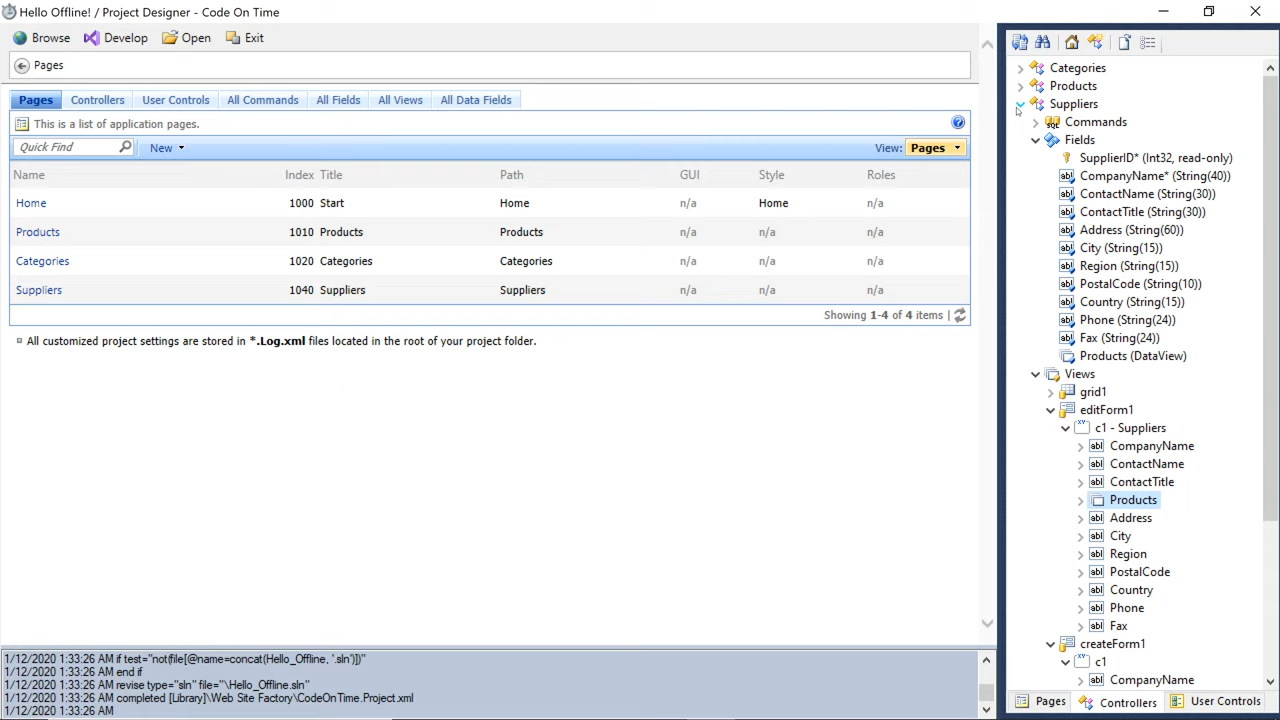 Hello Offline! / Project Designer - Code On Time
Browse Develop Open Exit
Pages
Pages Controllers User Controls All Commands All Fields All Views All Data Fields
This is a list of application pages.
Quick Find New View: Pages
Name Index Title Path GUI Style Roles
Home 1000 Start Home n/a Home n/a
Products 1010 Products Products n/a n/a n/a
Categories 1020 Categories Categories n/a n/a n/a
Suppliers 1040 Suppliers Suppliers n/a n/a n/a
Showing 1-4 of 4 items |
All customized project settings are stored in *.Log.xml files located in the root of your project folder.
1/12/2020 1:33:26 AM if test="not(file[@name=concat(Hello_Offline, '.sln')])"
1/12/2020 1:33:26 AM end if
1/12/2020 1:33:26 AM revise type="sln" file="\Hello_Offline.sln"
1/12/2020 1:33:26 AM completed [Library]\Web Site Factory\CodeOnTime.Project.xml
1/12/2020 1:33:26 AM
Categories
Products
Suppliers
Commands
Fields
SupplierID* (Int32, read-only)
CompanyName* (String(40))
ContactName (String(30))
ContactTitle (String(30))
Address (String(60))
City (String(15))
Region (String(15))
PostalCode (String(10))
Country (String(15))
Phone (String(24))
Fax (String(24))
Products (DataView)
Views
grid1
editForm1
c1 - Suppliers
CompanyName
ContactName
ContactTitle
Products
Address
City
Region
PostalCode
Country
Phone
Fax
createForm1
c1
CompanyName
Pages Controllers User Controls